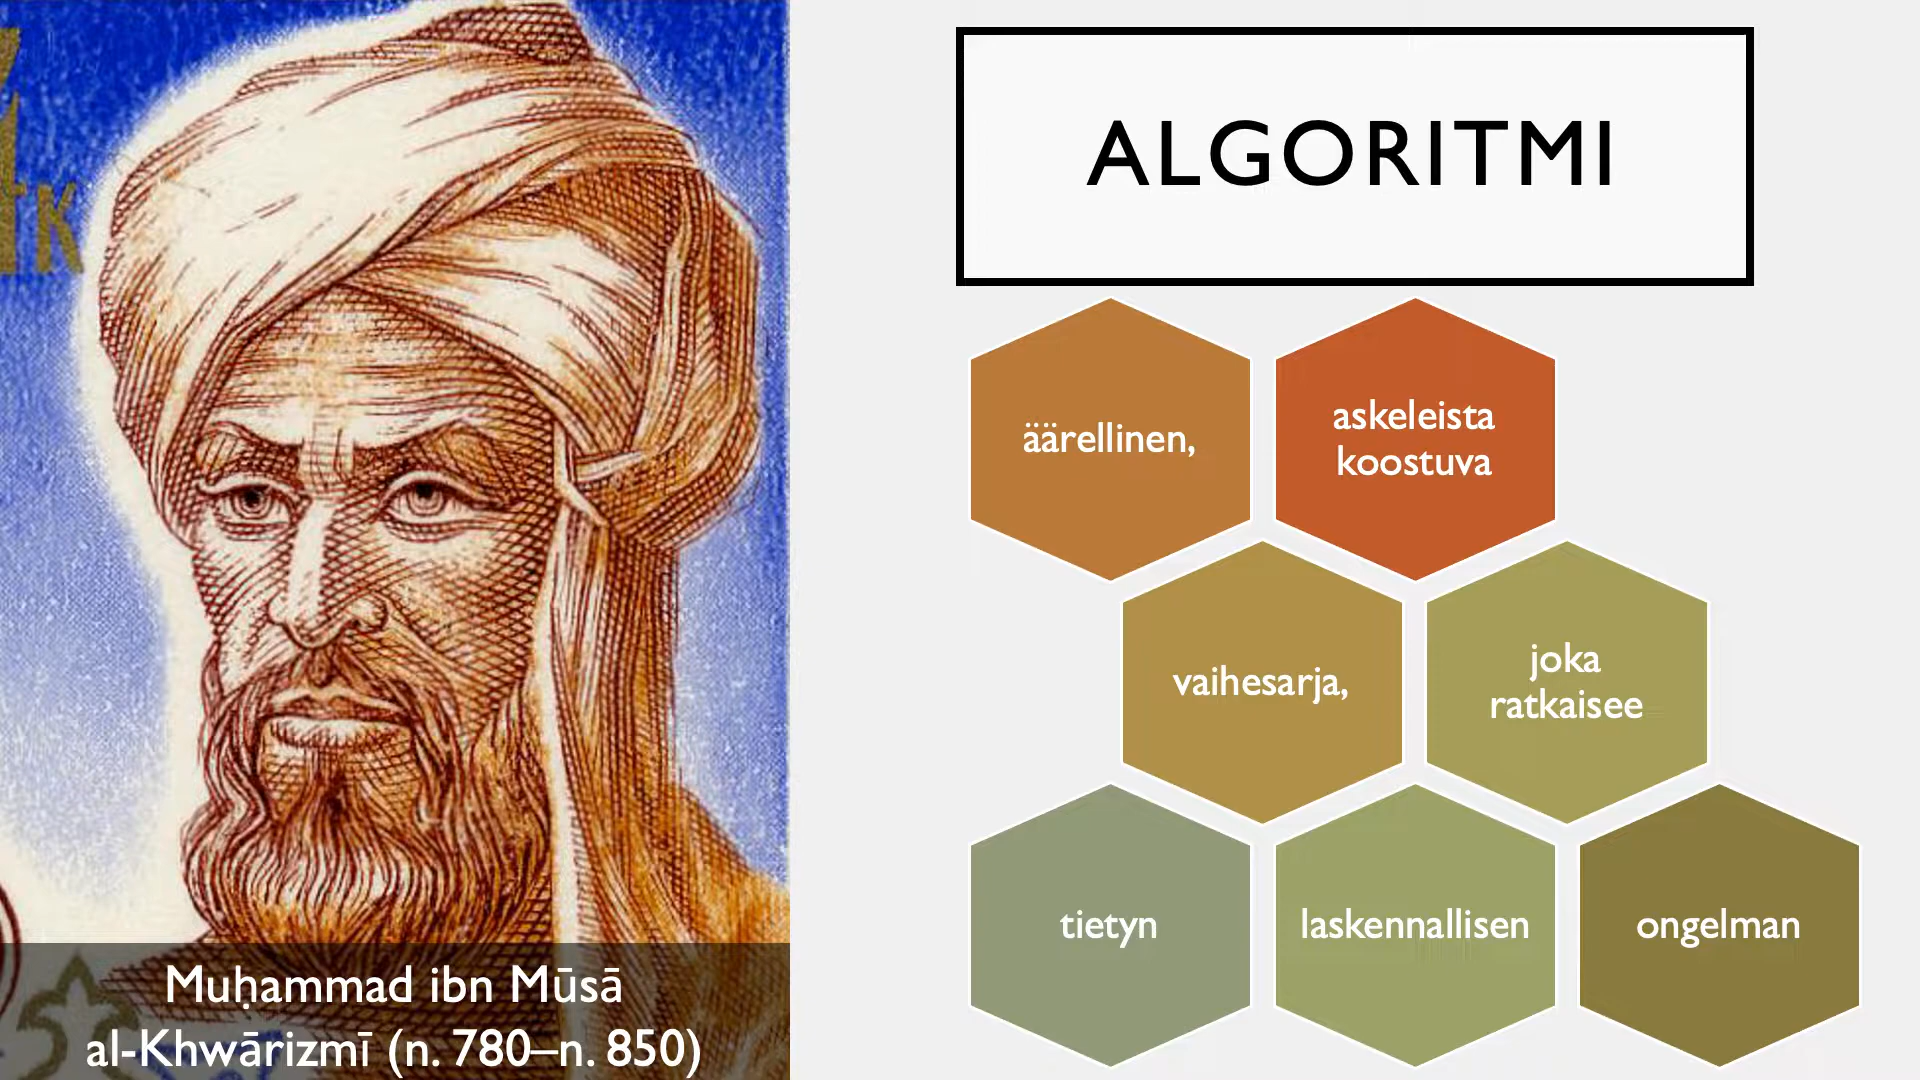 ALGORITMI
äärellinen,
askeleista
koostuva
vaihesarja,
joka
ratkaisee
tietyn
laskennallisen
ongelman
Muḥammad ibn Mūsā
al-Khwārizmī (n. 780–n. 850)